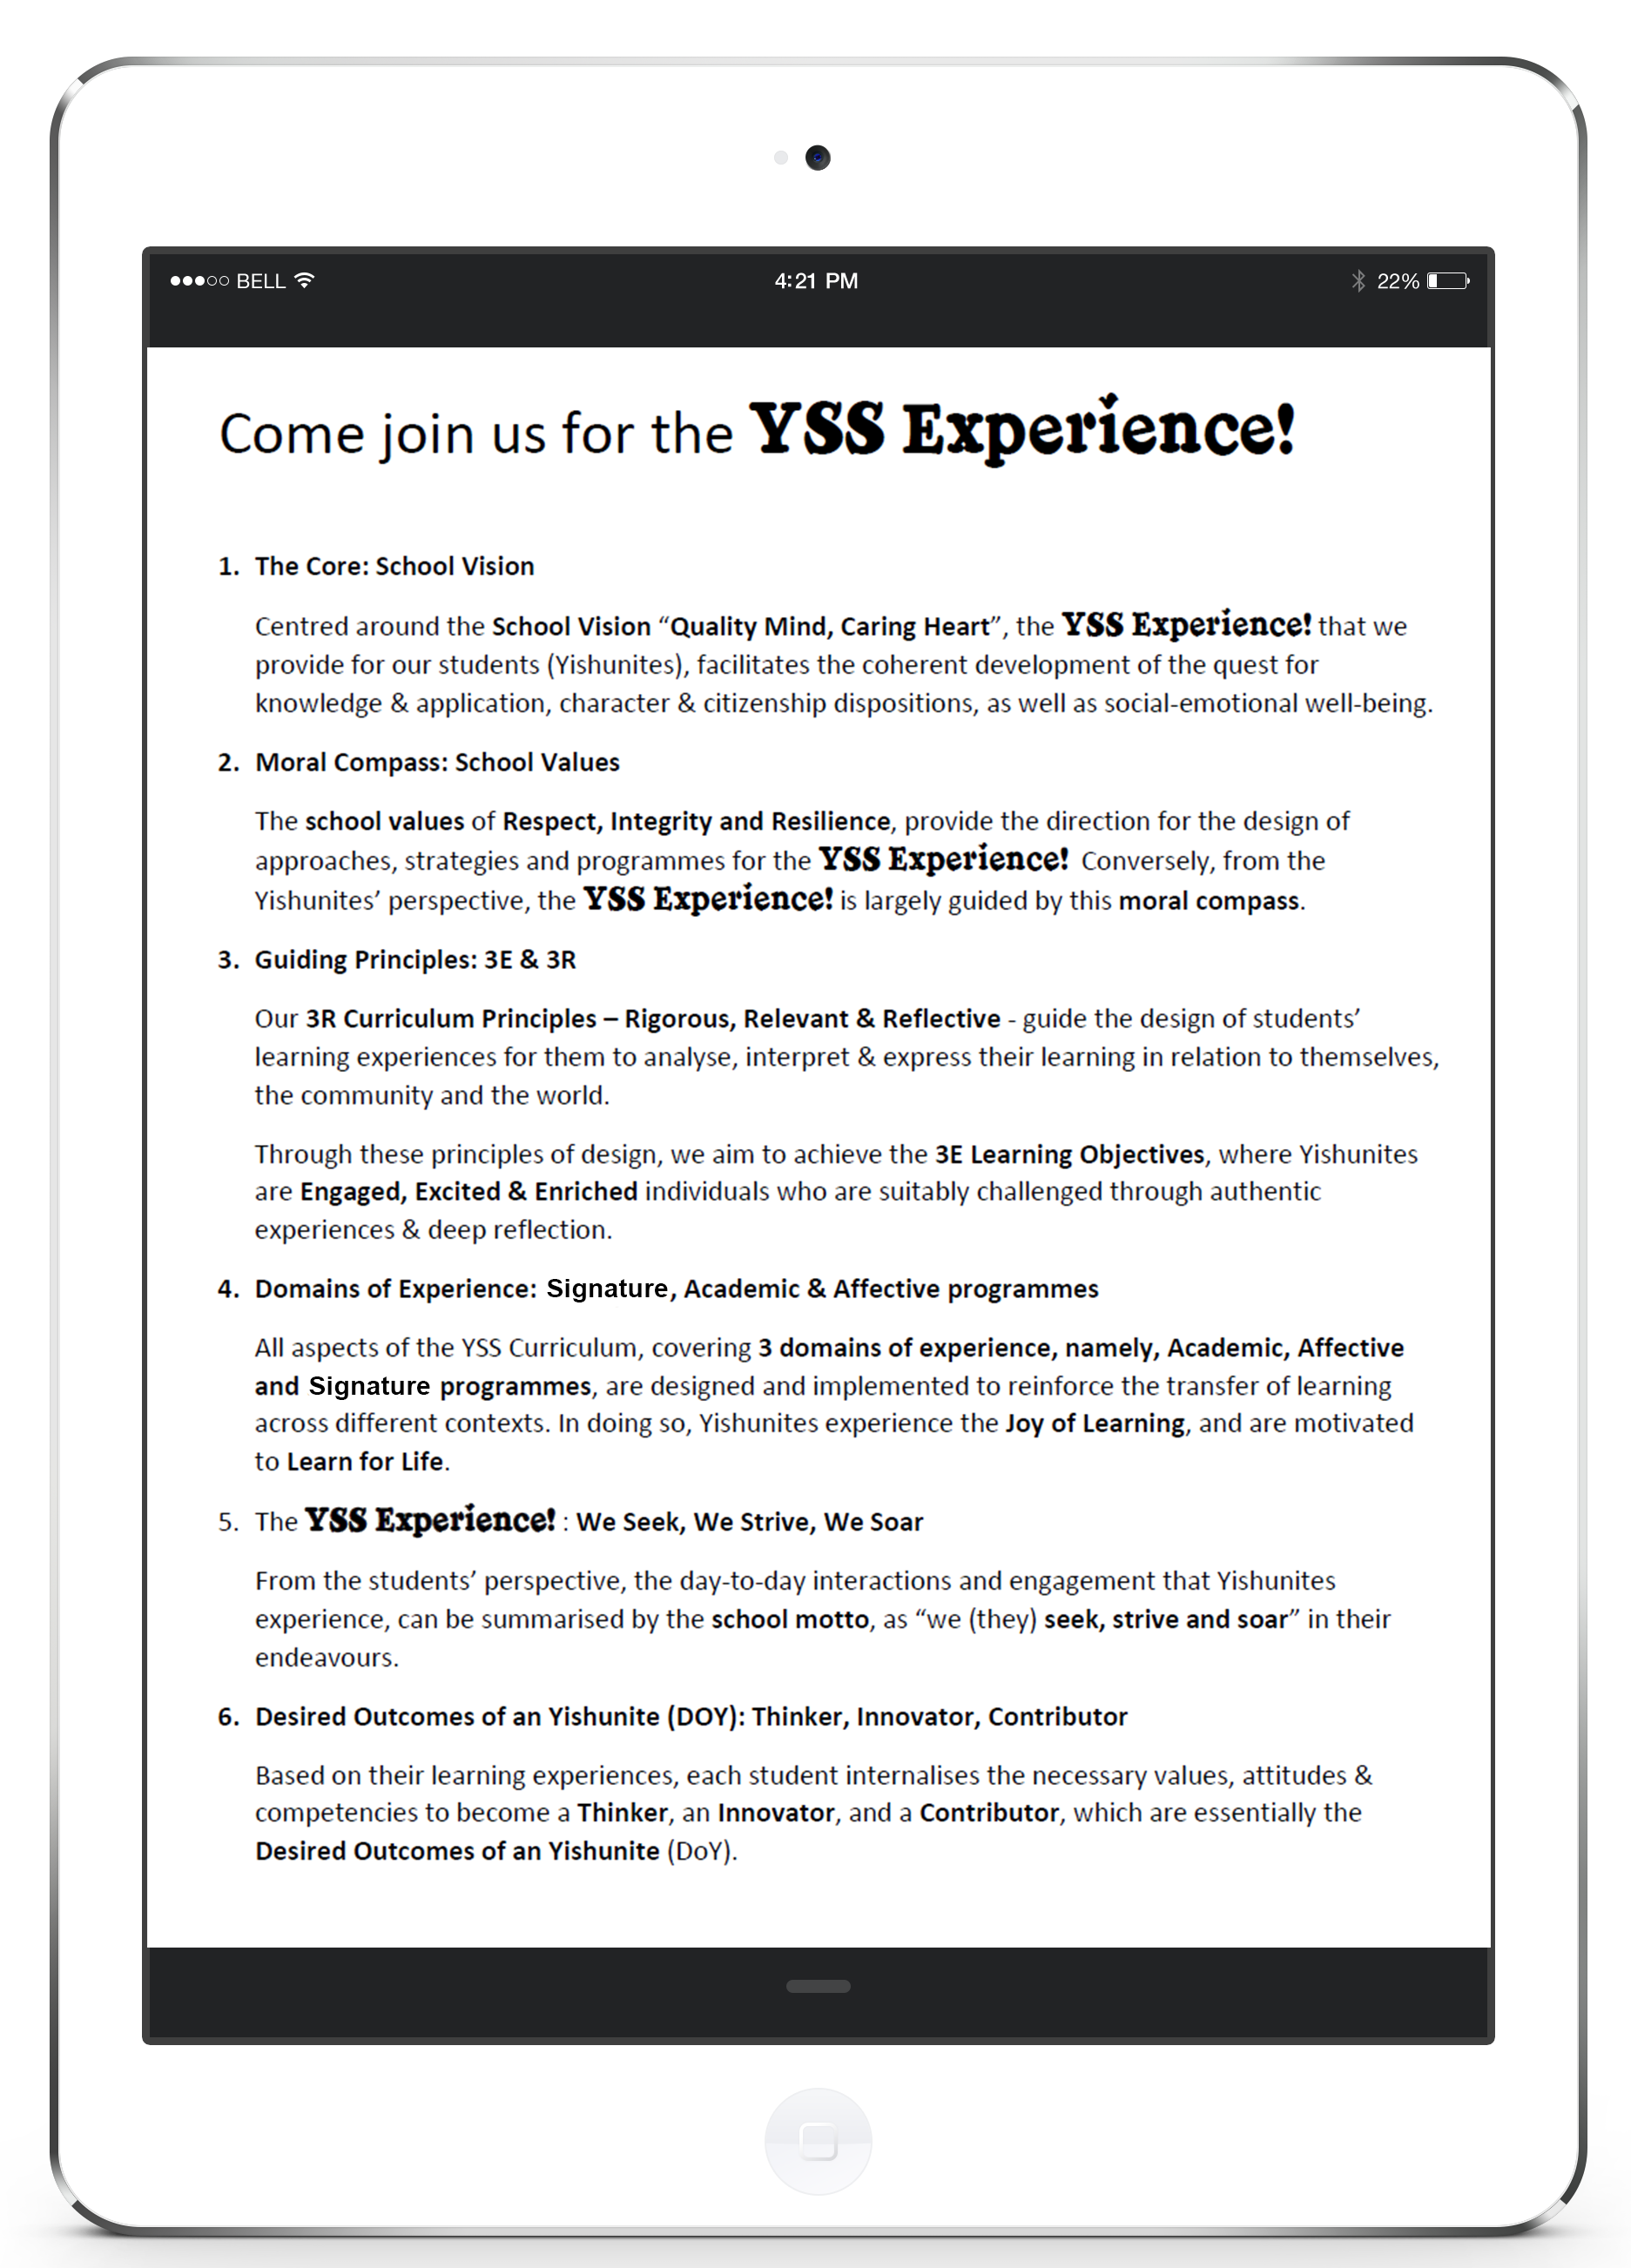 BELL 4:21 PM 22%
Come join us for the YSS Experience!
1. The Core: School Vision
Centred around the School Vision “Quality Mind, Caring Heart”, the YSS Experience! that we
provide for our students (Yishunites), facilitates the coherent development of the quest for
knowledge & application, character & citizenship dispositions, as well as social-emotional well-being.
2. Moral Compass: School Values
The school values of Respect, Integrity and Resilience, provide the direction for the design of
approaches, strategies and programmes for the YSS Experience! Conversely, from the
Yishunites’ perspective, the YSS Experience! is largely guided by this moral compass.
3. Guiding Principles: 3E & 3R
Our 3R Curriculum Principles – Rigorous, Relevant & Reflective - guide the design of students’
learning experiences for them to analyse, interpret & express their learning in relation to themselves,
the community and the world.
Through these principles of design, we aim to achieve the 3E Learning Objectives, where Yishunites
are Engaged, Excited & Enriched individuals who are suitably challenged through authentic
experiences & deep reflection.
4. Domains of Experience: Signature, Academic & Affective programmes
All aspects of the YSS Curriculum, covering 3 domains of experience, namely, Academic, Affective
and Signature programmes, are designed and implemented to reinforce the transfer of learning
across different contexts. In doing so, Yishunites experience the Joy of Learning, and are motivated
to Learn for Life.
5. The YSS Experience! : We Seek, We Strive, We Soar
From the students’ perspective, the day-to-day interactions and engagement that Yishunites
experience, can be summarised by the school motto, as “we (they) seek, strive and soar” in their
endeavours.
6. Desired Outcomes of an Yishunite (DOY): Thinker, Innovator, Contributor
Based on their learning experiences, each student internalises the necessary values, attitudes &
competencies to become a Thinker, an Innovator, and a Contributor, which are essentially the
Desired Outcomes of an Yishunite (DoY).